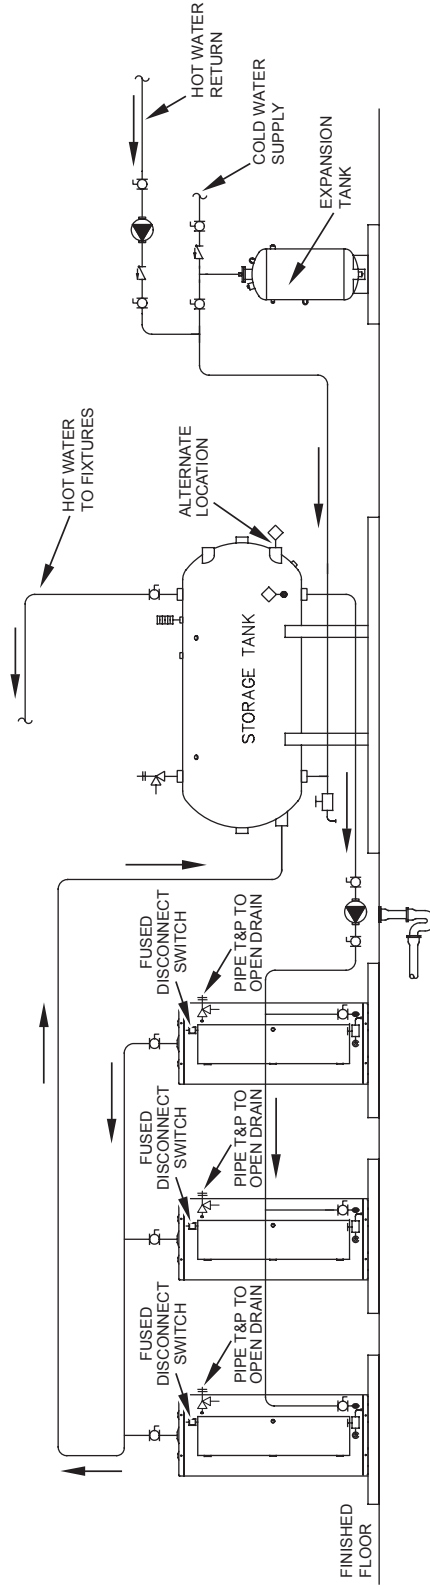 HOT WATER
RETURN
COLD WATER
SUPPLY
EXPANSION
TANK
HOT WATER
TO FIXTURES
ALTERNATE
LOCATION
STORAGE TANK
FUSED
DISCONNECT
SWITCH
PIPE T&P TO
OPEN DRAIN
FUSED
DISCONNECT
SWITCH
PIPE T&P TO
OPEN DRAIN
FUSED
DISCONNECT
SWITCH
PIPE T&P TO
OPEN DRAIN
FINISHED
FLOOR